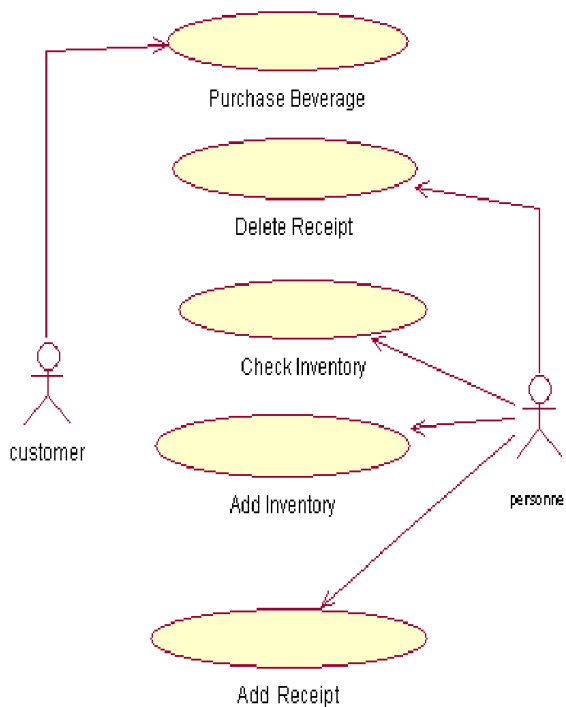 Purchase Beverage
Delete Receipt
Check Inventory
customer
Add Inventory
personne
Add Receipt